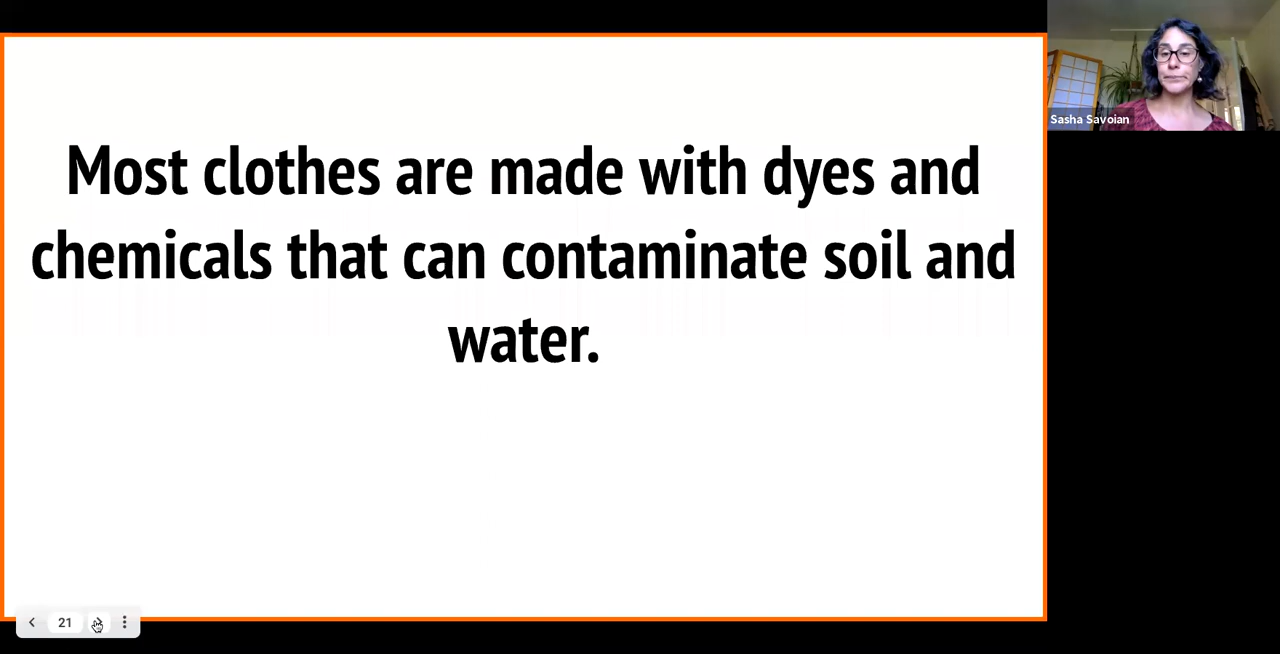 Most clothes are made with dyes and
chemicals that can contaminate soil and
water.
Sasha Savoian
21